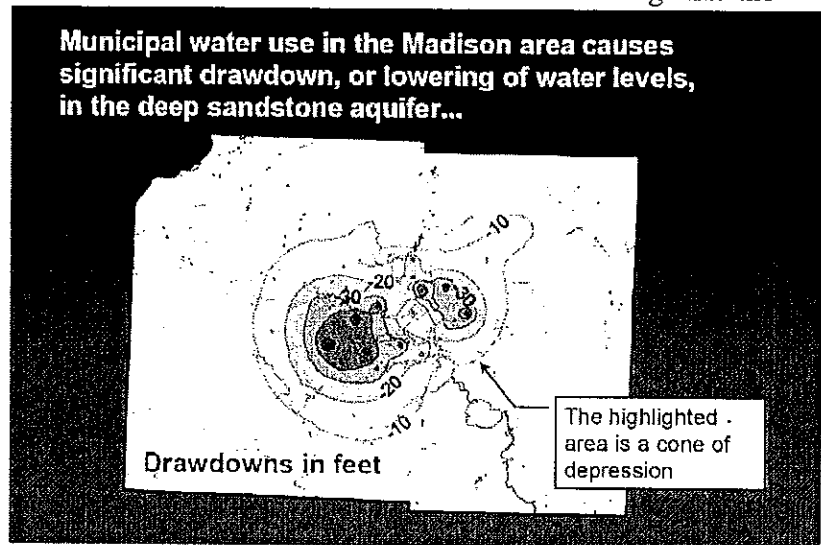 Municipal water use in the Madison area causes
significant drawdown, or lowering of water levels,
in the deep sandstone aquifer...
-10
-20
-30
-30
-20
-10
The highlighted
area is a cone of
depression
Drawdowns in feet